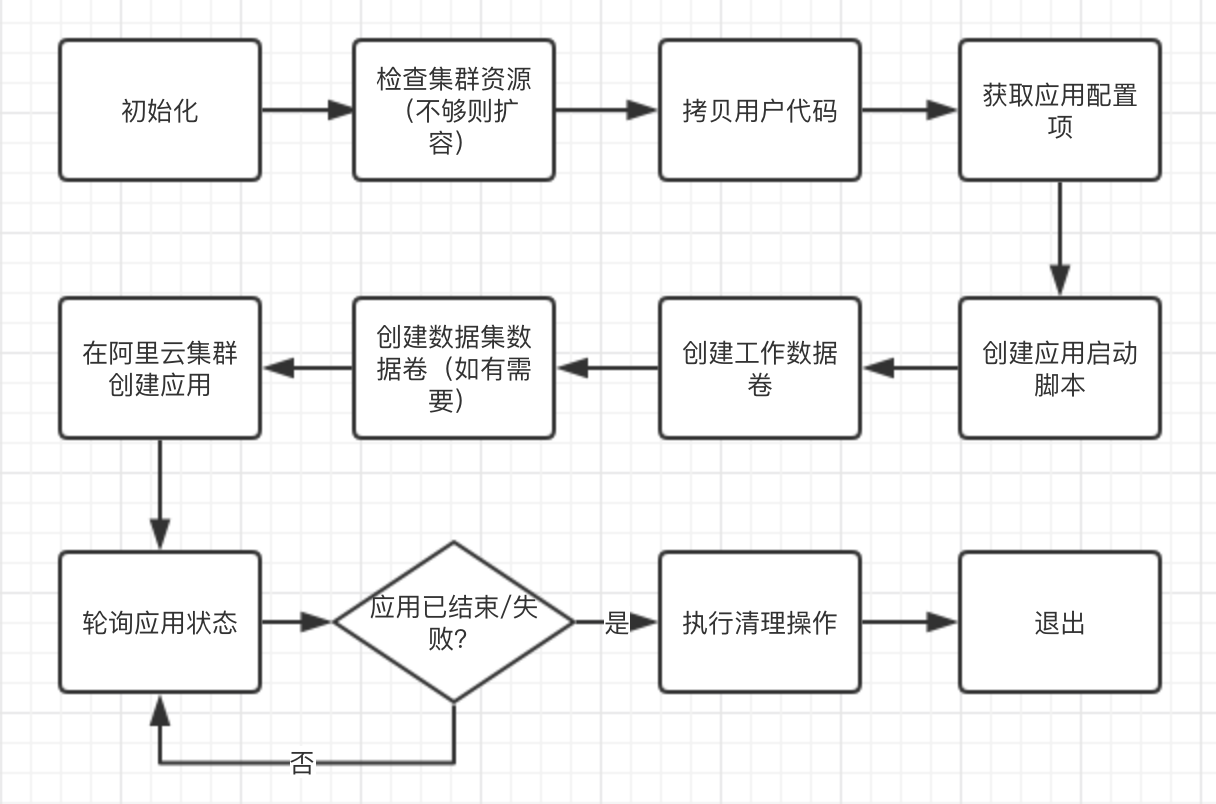 初始化
检查集群资源
（不够则扩
容）
拷贝用户代码
获取应用配置
项
在阿里云集群
创建应用
创建数据集数
据卷（如有需
要）
创建工作数据
卷
创建应用启动
脚本
轮询应用状态
应用已结束/失
败?
是
执行清理操作
退出
否